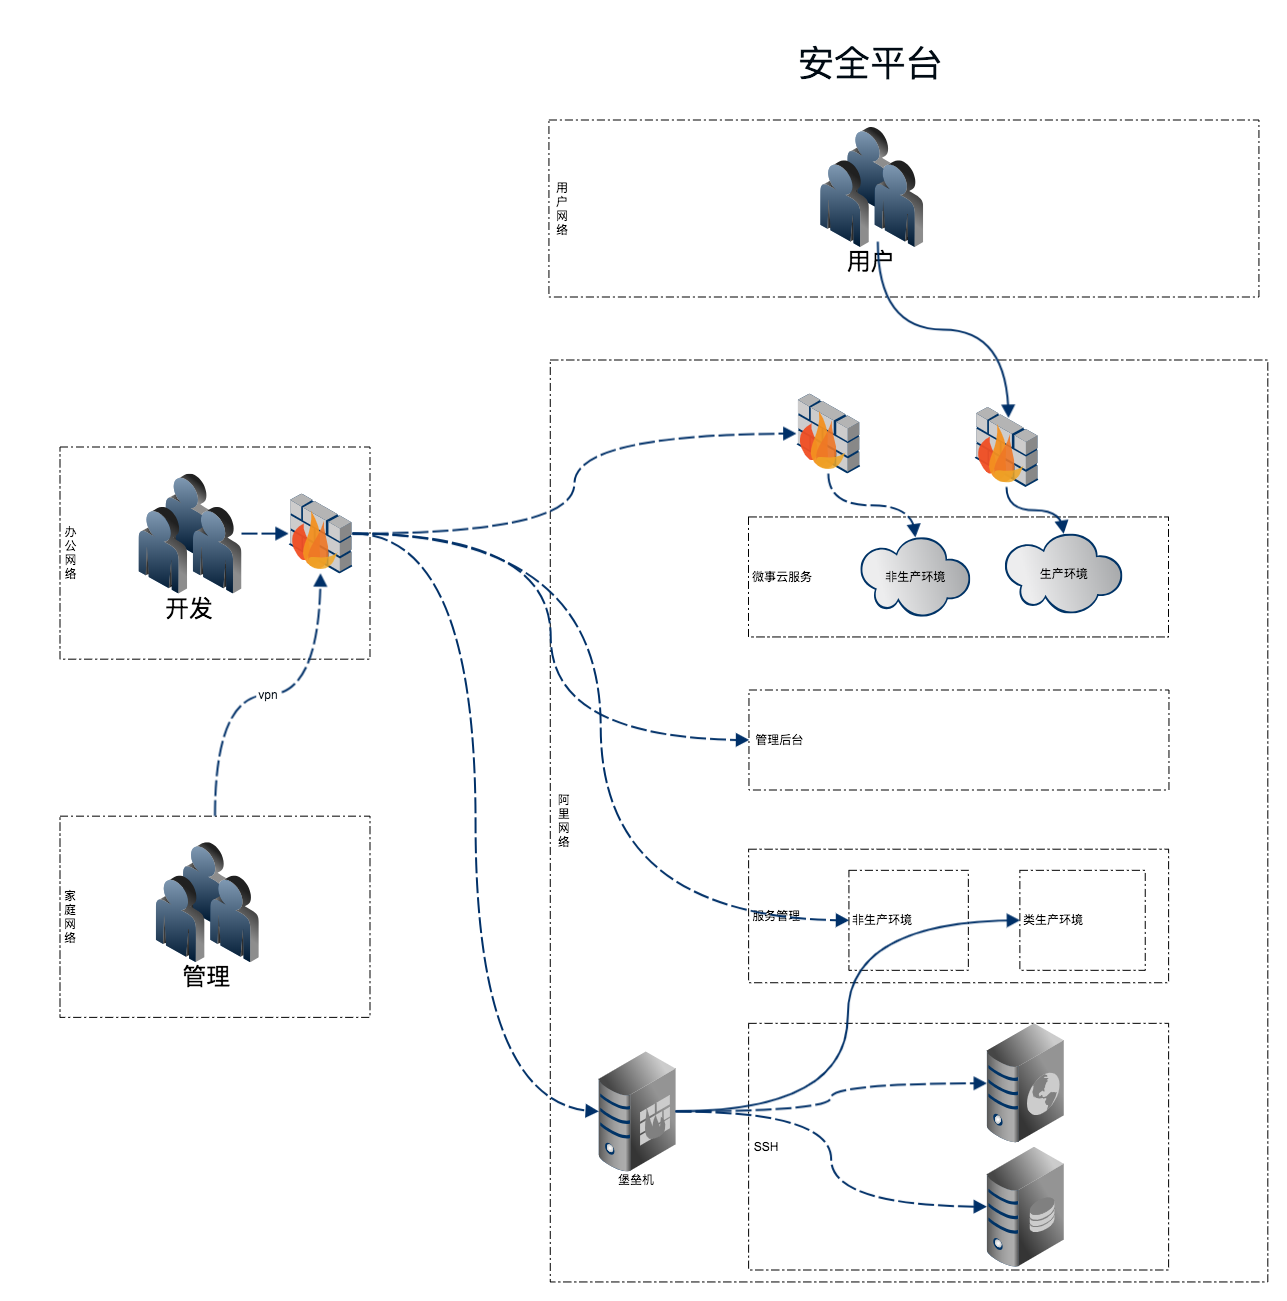 安全平台
用户网络
用户
办公网络
开发
微事云服务
非生产环境
生产环境
vpn
管理后台
阿里网络
家庭网络
管理
服务管理
非生产环境
类生产环境
SSH
堡垒机